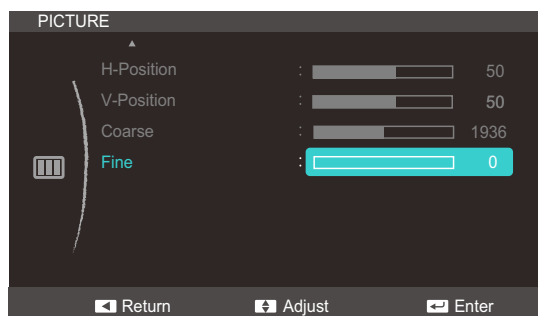 PICTURE
H-Position : 50
V-Position : 50
Coarse : 1936
Fine : 0
Return Adjust Enter